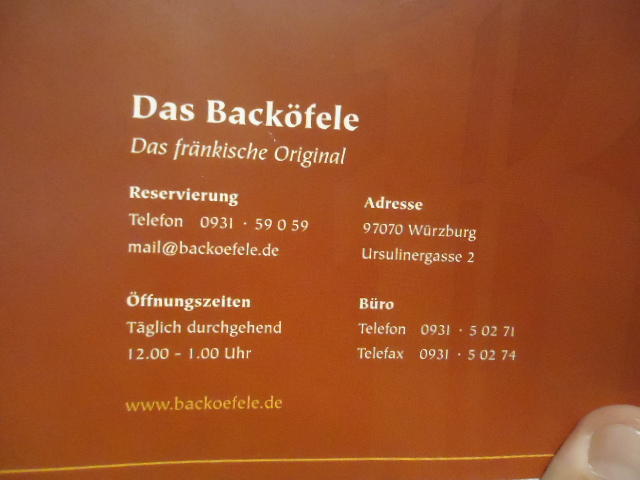 Das Backöfele
Das fränkische Original
Reservierung
Telefon 0931 · 59 0 59
mail@backoefele.de
Adresse
97070 Würzburg
Ursulinergasse 2
Öffnungszeiten
Täglich durchgehend
12.00 - 1.00 Uhr
Büro
Telefon 0931 · 5 02 71
Telefax 0931 · 5 02 74
www.backoefele.de